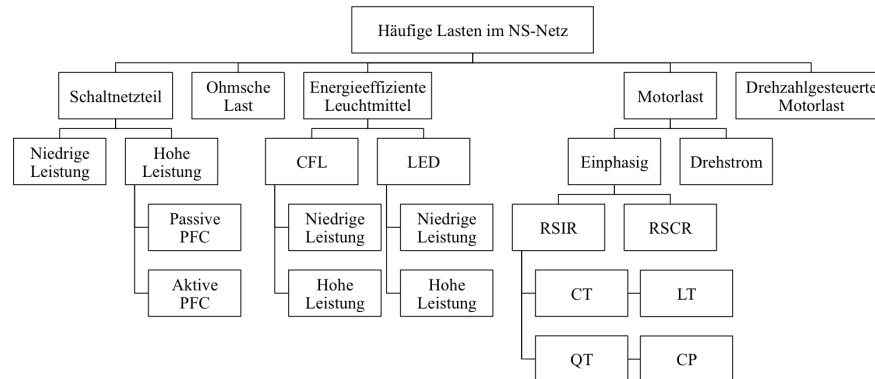 Häufige Lasten im NS-Netz
Schaltnetzteil
Ohmsche
Last
Energieeffiziente
Leuchtmittel
Motorlast
Drehzahlgesteuerte
Motorlast
Niedrige
Leistung
Hohe
Leistung
CFL
LED
Einphasig
Drehstrom
Passive
PFC
Niedrige
Leistung
Niedrige
Leistung
RSIR
RSCR
Aktive
PFC
Hohe
Leistung
Hohe
Leistung
CT
LT
QT
CP